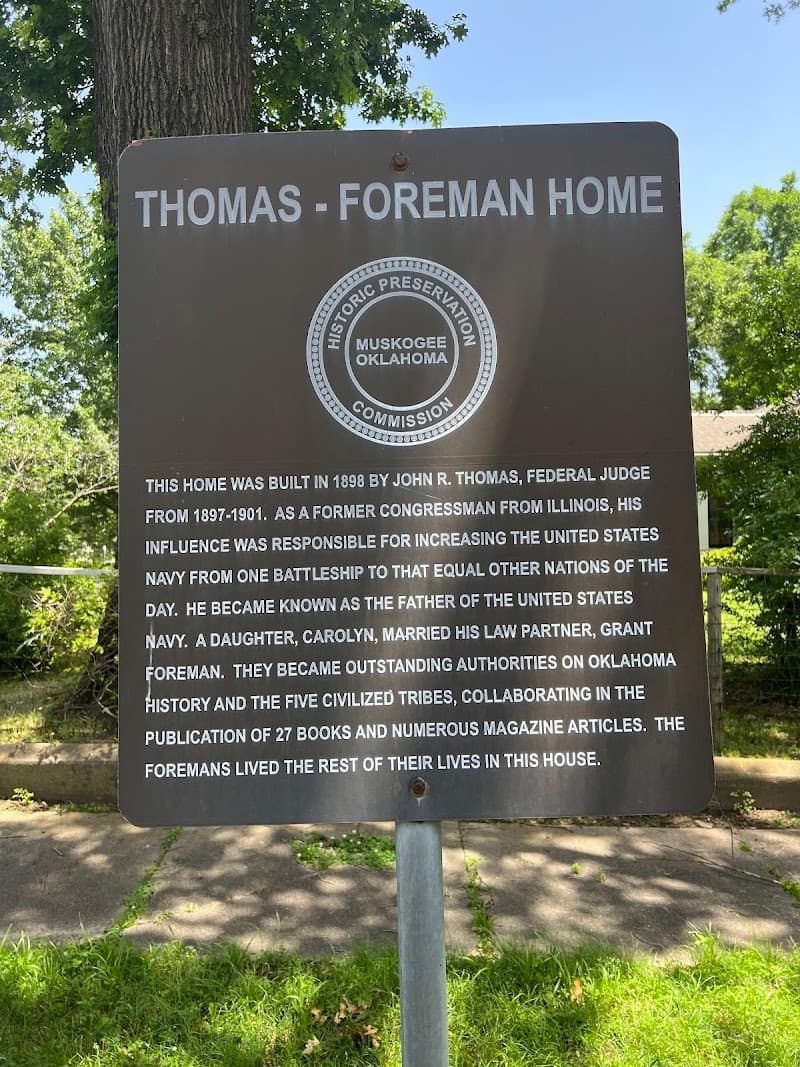 THOMAS - FOREMAN HOME
HISTORIC PRESERVATION
MUSKOGEE
OKLAHOMA
COMMISSION
THIS HOME WAS BUILT IN 1898 BY JOHN R. THOMAS, FEDERAL JUDGE
FROM 1897-1901. AS A FORMER CONGRESSMAN FROM ILLINOIS, HIS
INFLUENCE WAS RESPONSIBLE FOR INCREASING THE UNITED STATES
NAVY FROM ONE BATTLESHIP TO THAT EQUAL OTHER NATIONS OF THE
DAY. HE BECAME KNOWN AS THE FATHER OF THE UNITED STATES
NAVY. A DAUGHTER, CAROLYN, MARRIED HIS LAW PARTNER, GRANT
FOREMAN. THEY BECAME OUTSTANDING AUTHORITIES ON OKLAHOMA
HISTORY AND THE FIVE CIVILIZED TRIBES, COLLABORATING IN THE
PUBLICATION OF 27 BOOKS AND NUMEROUS MAGAZINE ARTICLES. THE
FOREMANS LIVED THE REST OF THEIR LIVES IN THIS HOUSE.